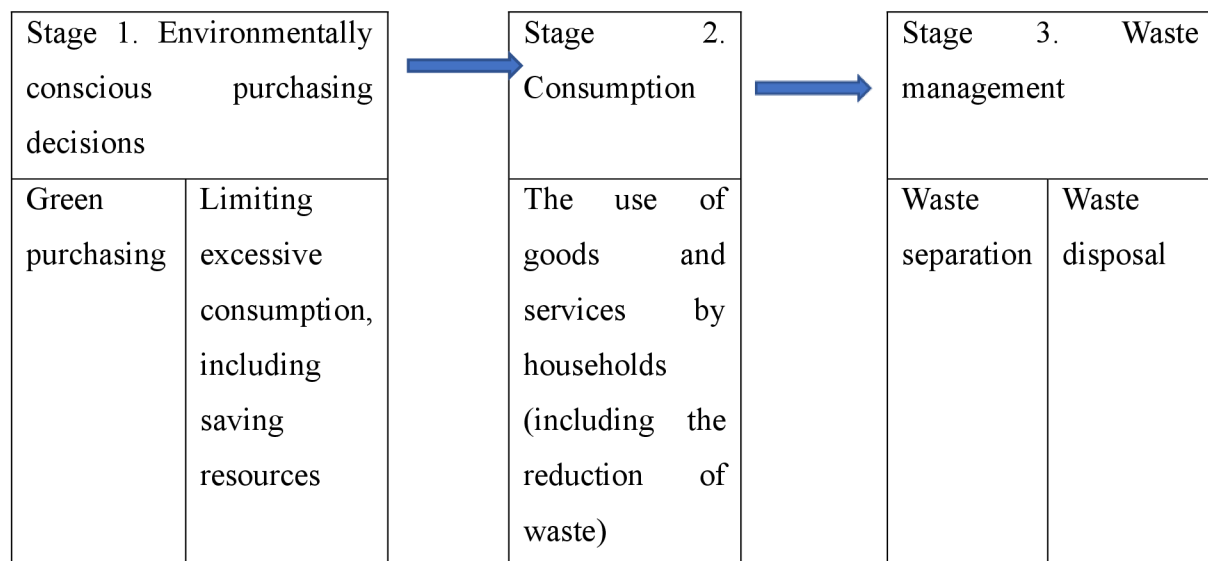 Stage 1. Environmentally
conscious purchasing
decisions
Green
purchasing
Limiting
excessive
consumption,
including
saving
resources
Stage 2.
Consumption
The use of
goods and
services by
households
(including the
reduction of
waste)
Stage 3. Waste
management
Waste
separation
Waste
disposal